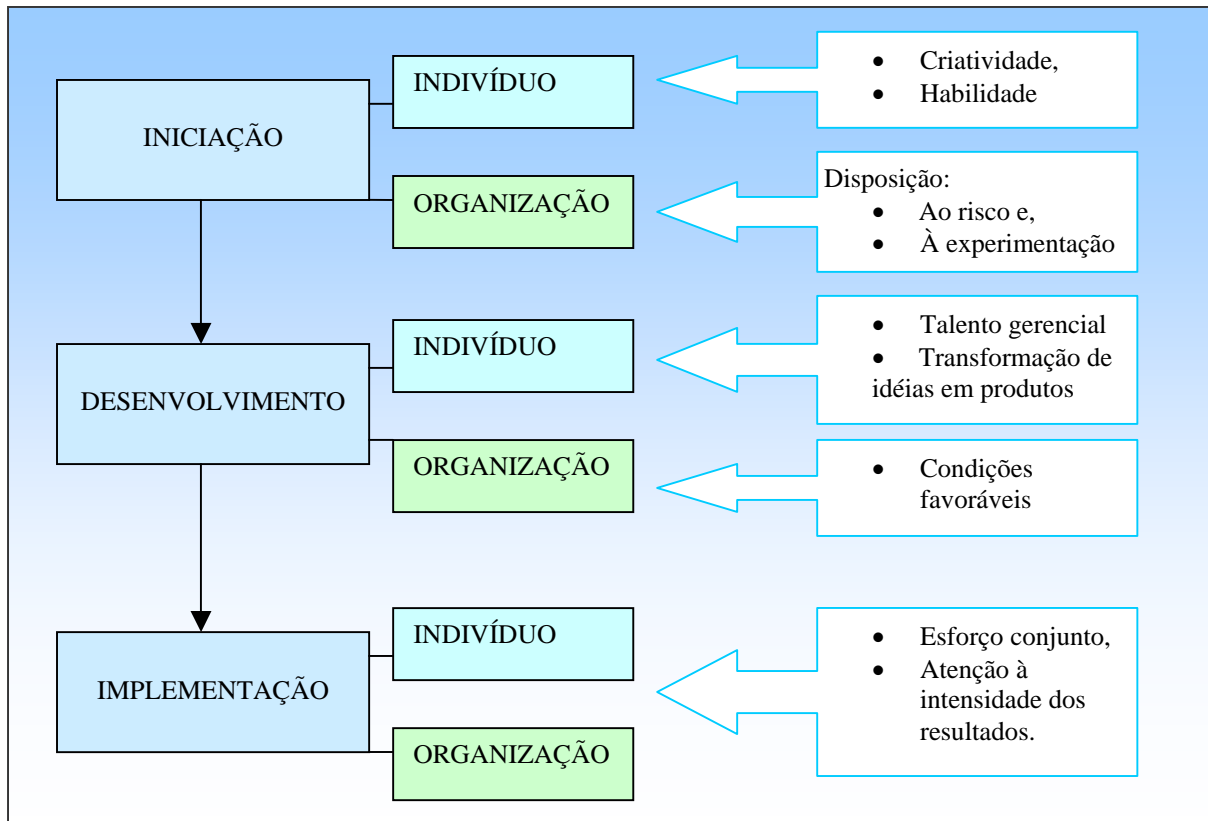 INICIAÇÃO
INDIVÍDUO
• Criatividade,
• Habilidade
ORGANIZAÇÃO
Disposição:
• Ao risco e,
• À experimentação
DESENVOLVIMENTO
INDIVÍDUO
• Talento gerencial
• Transformação de
idéias em produtos
ORGANIZAÇÃO
• Condições
favoráveis
IMPLEMENTAÇÃO
INDIVÍDUO
ORGANIZAÇÃO
• Esforço conjunto,
• Atenção à
intensidade dos
resultados.